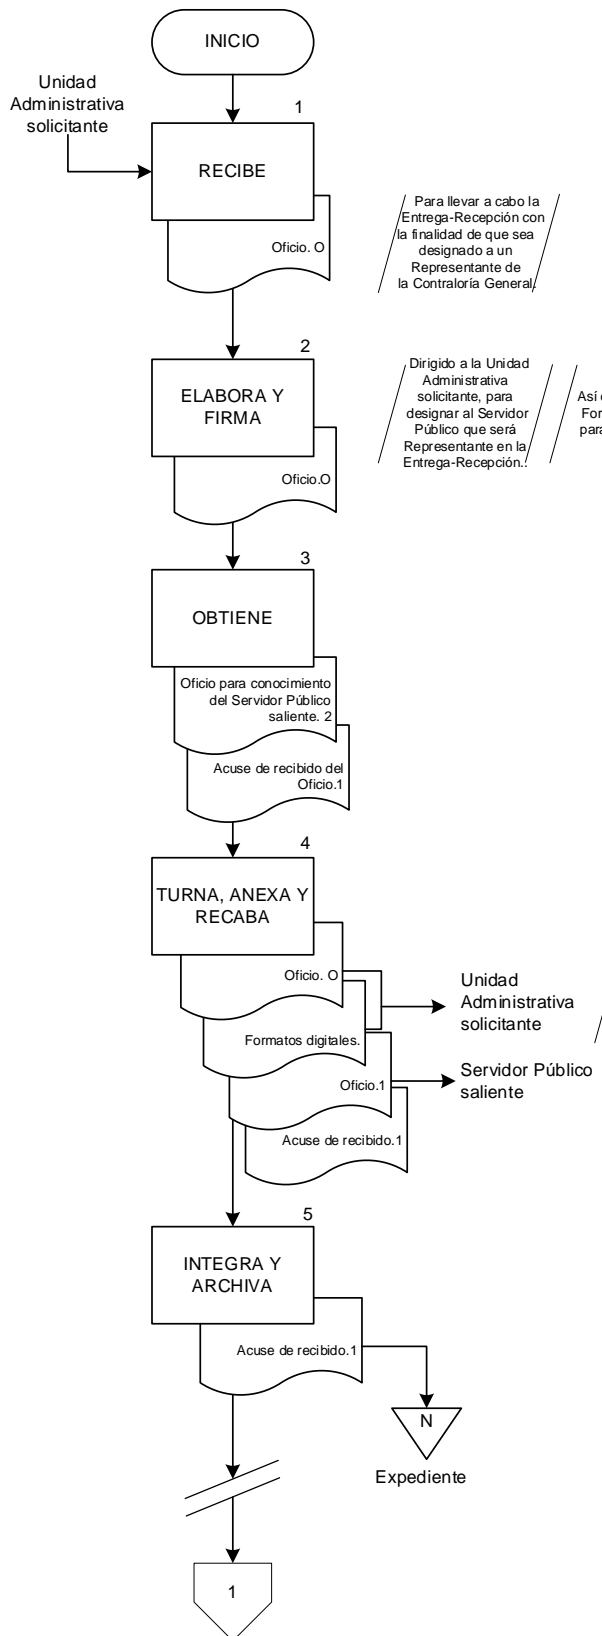 INICIO
Unidad
Administrativa
solicitante
1
RECIBE
Oficio. O
Para llevar a cabo la
Entrega-Recepción con
la finalidad de que sea
designado a un
Representante de
la Contraloría General.
2
ELABORA Y
FIRMA
Oficio.O
Dirigido a la Unidad
Administrativa
solicitante, para
designar al Servidor
Público que será
Representante en la
Entrega-Recepción..
Así
For
para
3
OBTIENE
Oficio para conocimiento
del Servidor Público
saliente. 2
Acuse de recibido del
Oficio.1
4
TURNA, ANEXA Y
RECABA
Oficio. O
Formatos digitales.
Oficio.1
Acuse de recibido.1
Unidad
Administrativa
solicitante
Servidor Público
saliente
5
INTEGRA Y
ARCHIVA
Acuse de recibido.1
N
Expediente
1